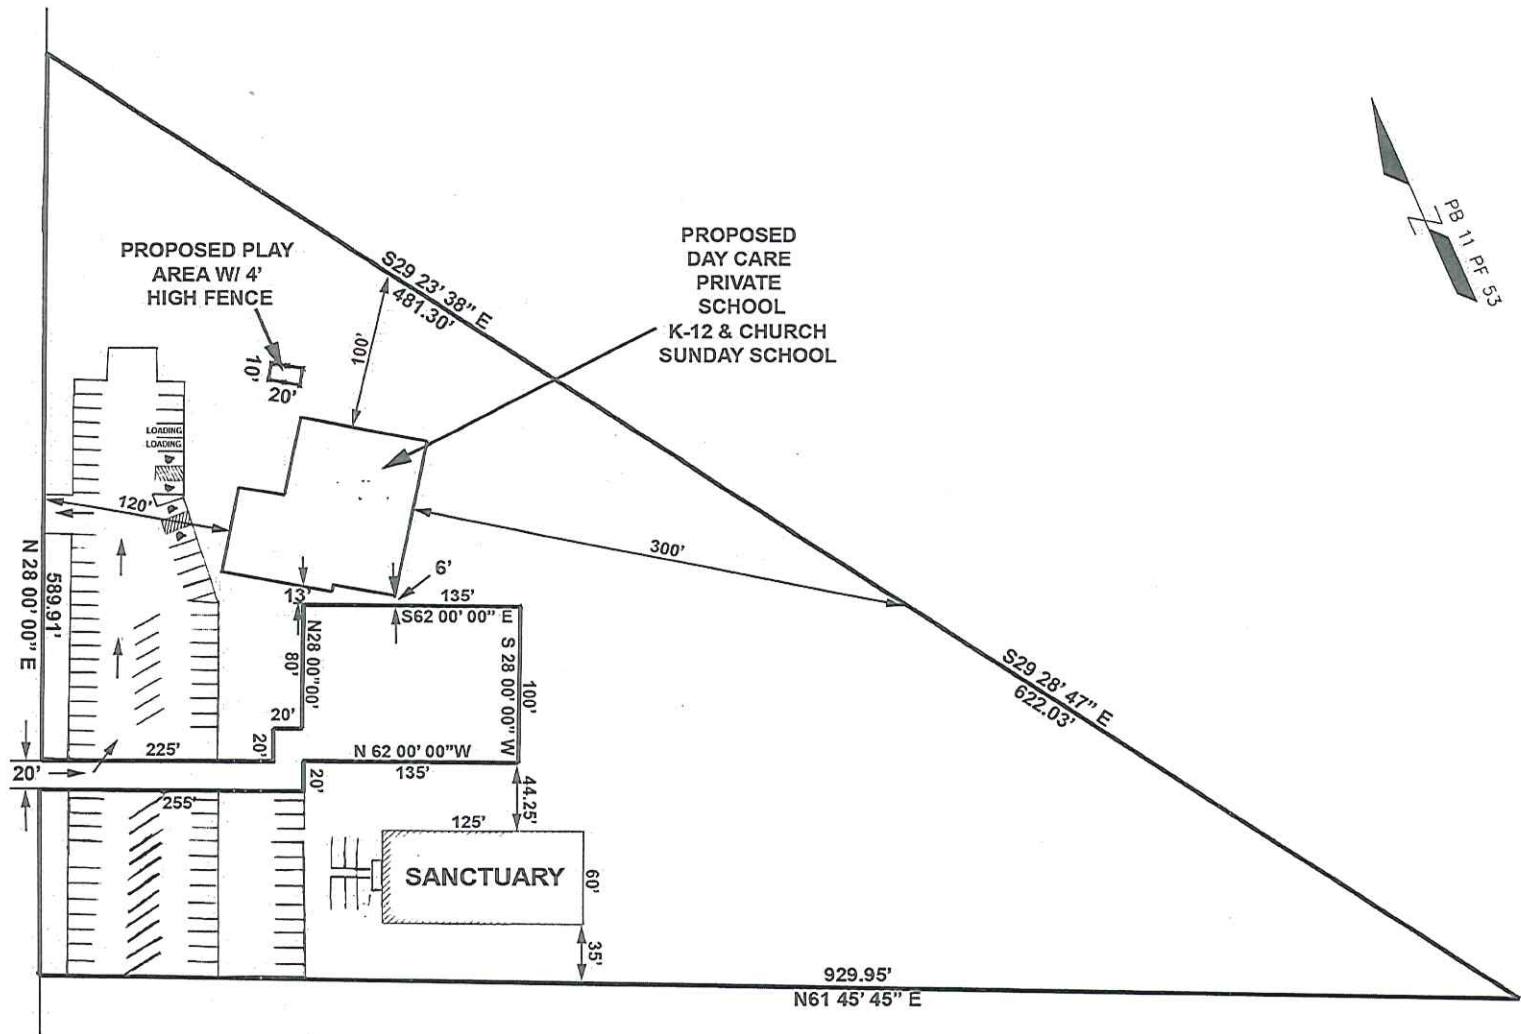 PROPOSED PLAY
AREA W/ 4'
HIGH FENCE
S29 23' 38" E
481.30'
PROPOSED
DAY CARE
PRIVATE
SCHOOL
K-12 & CHURCH
SUNDAY SCHOOL
PB 11 PF 53
100'
10'
20'
LOADING
LOADING
120'
300'
N 28 00' 00" E
589.91'
13'
6'
135'
S62 00' 00" E
N28 00"00'
80'
S 28 00' 00" W
100'
S29 28' 47" E
622.03'
20'
20'
225'
N 62 00' 00"W
135'
20'
20'
255'
44.25'
125'
SANCTUARY
60'
35'
929.95'
N61 45' 45" E